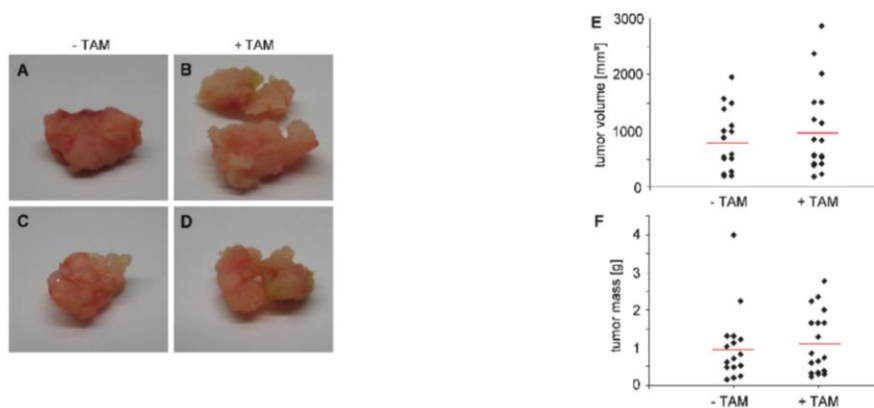 - TAM
+ TAM
A
B
C
D
E
3000
2000
1000
0
tumor volume [mm³]
- TAM
+ TAM
F
4
3
2
1
0
tumor mass [g]
- TAM
+ TAM